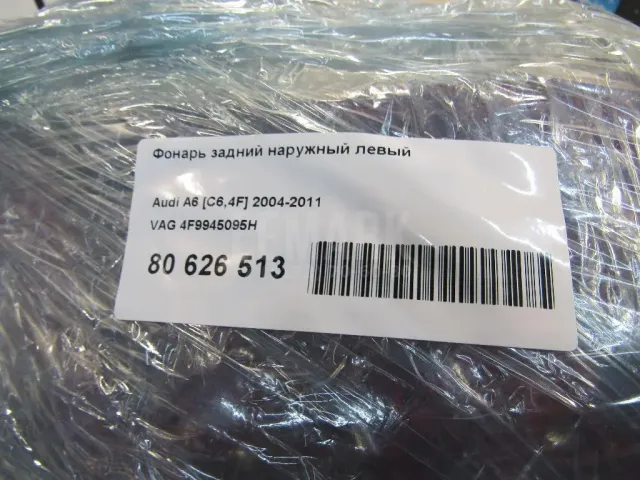 Фонарь задний наружный левый
Audi A6 [C6,4F] 2004-2011
VAG 4F9945095H
80 626 513